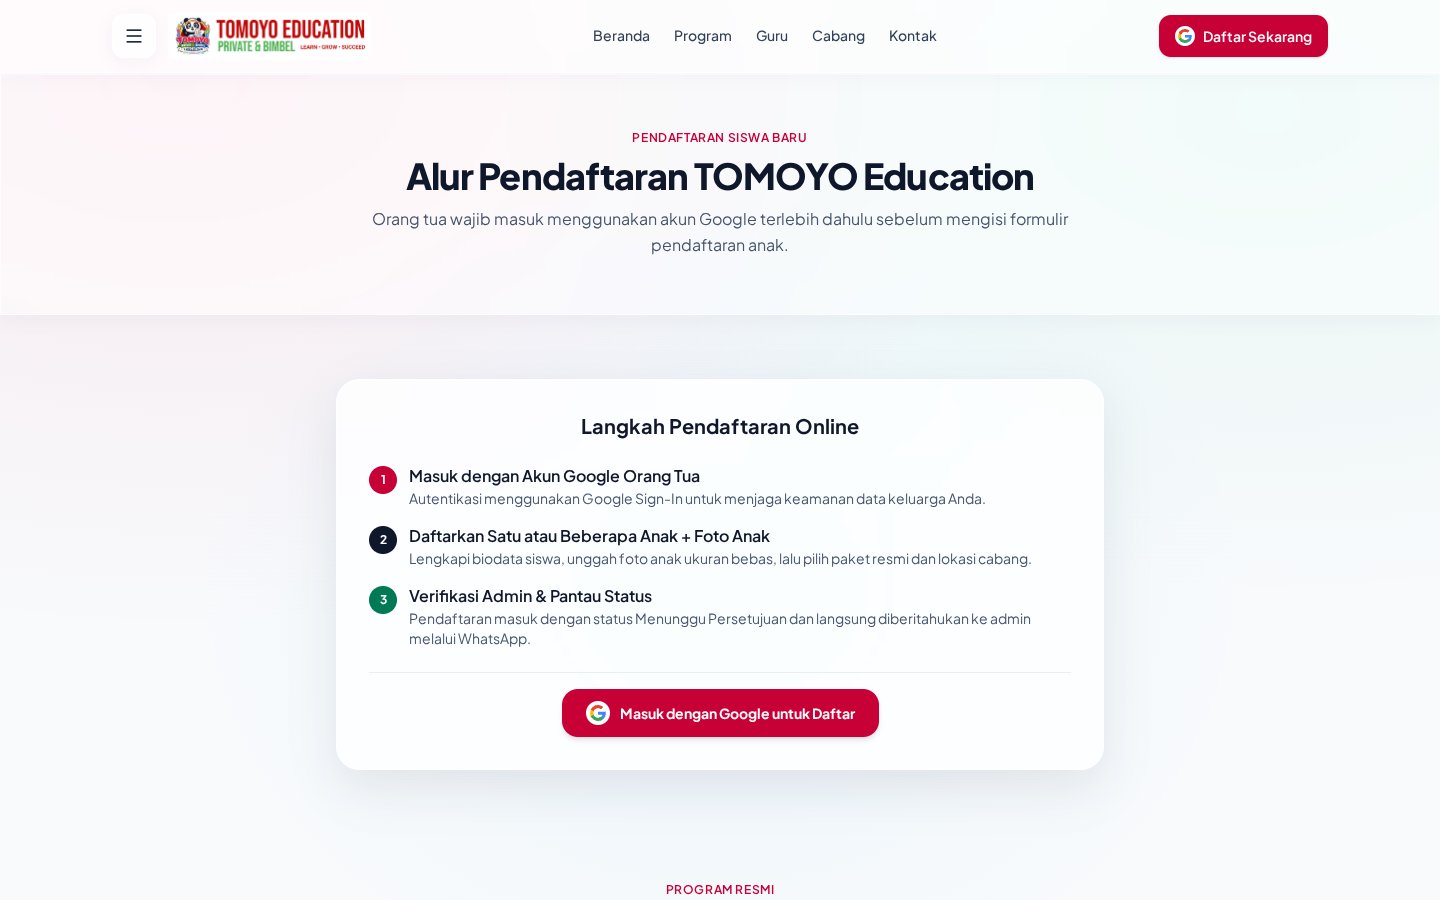 TOMOYO EDUCATION
PRIVATE & BIMBEL
LEARN • GROW • SUCCEED
Beranda
Program
Guru
Cabang
Kontak
Daftar Sekarang
PENDAFTARAN SISWA BARU
Alur Pendaftaran TOMOYO Education
Orang tua wajib masuk menggunakan akun Google terlebih dahulu sebelum mengisi formulir
pendaftaran anak.
Langkah Pendaftaran Online
1
Masuk dengan Akun Google Orang Tua
Autentikasi menggunakan Google Sign-In untuk menjaga keamanan data keluarga Anda.
2
Daftarkan Satu atau Beberapa Anak + Foto Anak
Lengkapi biodata siswa, unggah foto anak ukuran bebas, lalu pilih paket resmi dan lokasi cabang.
3
Verifikasi Admin & Pantau Status
Pendaftaran masuk dengan status Menunggu Persetujuan dan langsung diberitahukan ke admin
melalui WhatsApp.
Masuk dengan Google untuk Daftar
PROGRAM RESMI